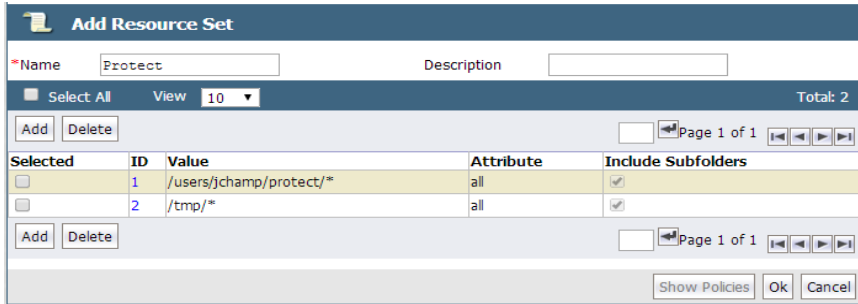 Add Resource Set
*Name Protect Description
Select All View 10 Total: 2
Add Delete Page 1 of 1
Selected ID Value Attribute Include Subfolders
1 /users/jchamp/protect/* all
2 /tmp/* all
Add Delete Page 1 of 1
Show Policies Ok Cancel